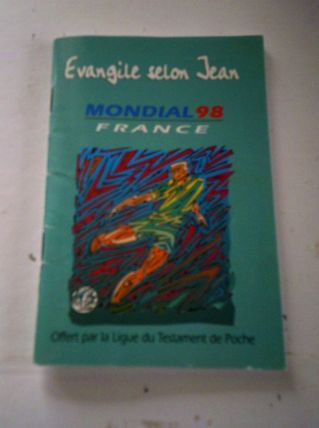 Evangile selon Jean
MONDIAL 98
FRANCE
Offert par la Ligue du Testament de Poche